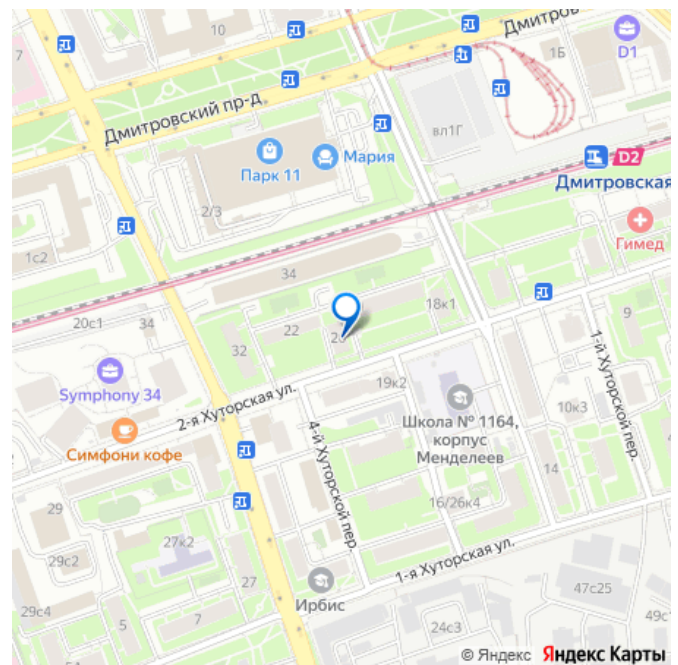 Дмитров
10
7
1Б
D1
Дмитровский пр-д
вл1Г
Парк 11
Мария
D2
Дмитровская
2/3
Гимед
1с2
34
18к1
20с1
34
22
9
32
1-й Хуторской пер.
Symphony 34
19к2
2-я Хуторская ул.
Школа № 1164,
корпус
Менделеев
10к3
Симфони кофе
4-й Хуторской пер.
14
29
16/26к4
27к2
29с2
1-я Хуторская ул.
27
Ирбис
47с25
29с4
5
7
24с3
49с
© Яндекс Яндекс Карты